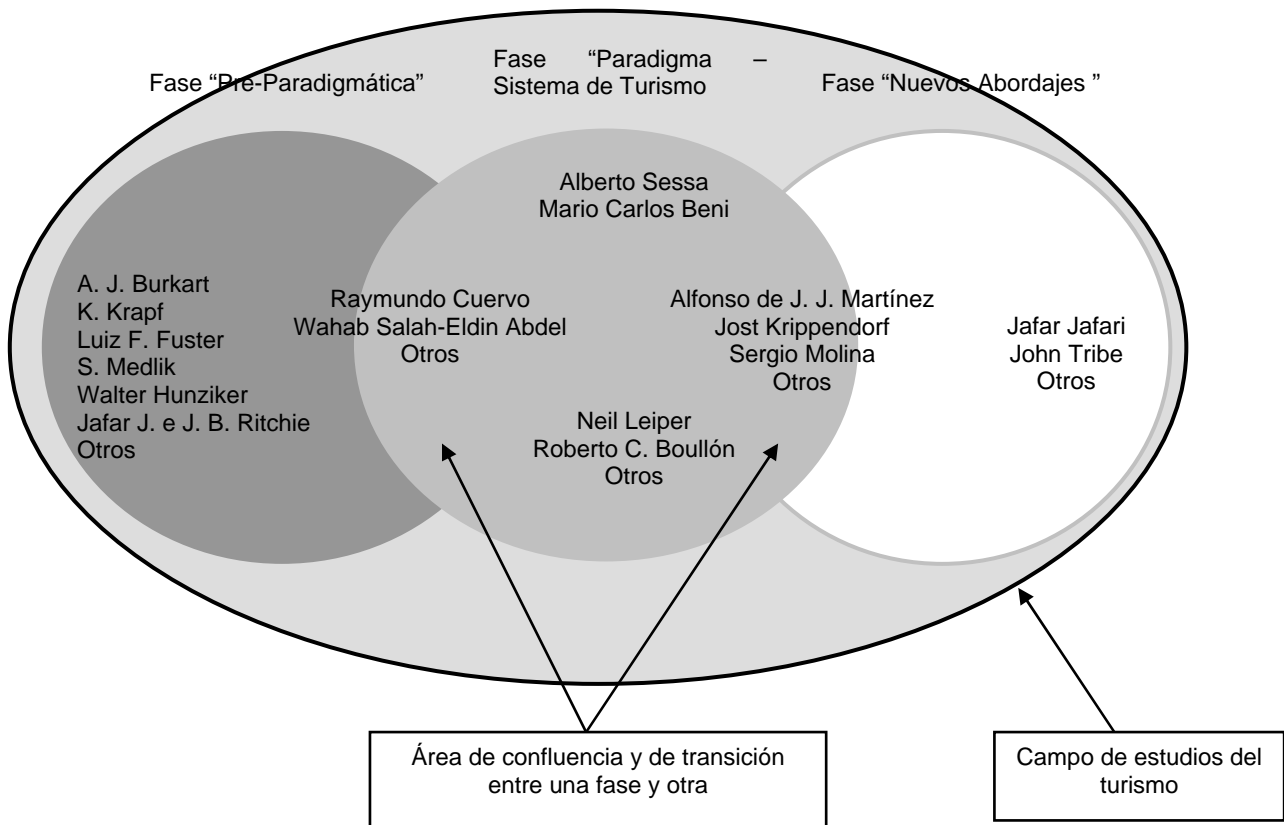 Fase “Pre-Paradigmática”
Fase “Paradigma –
Sistema de Turismo
Fase “Nuevos Abordajes ”
Alberto Sessa
Mario Carlos Beni
A. J. Burkart
K. Krapf
Luiz F. Fuster
S. Medlik
Walter Hunziker
Jafar J. e J. B. Ritchie
Otros
Raymundo Cuervo
Wahab Salah-Eldin Abdel
Otros
Alfonso de J. J. Martínez
Jost Krippendorf
Sergio Molina
Otros
Jafar Jafari
John Tribe
Otros
Neil Leiper
Roberto C. Boullón
Otros
Área de confluencia y de transición
entre una fase y otra
Campo de estudios del
turismo